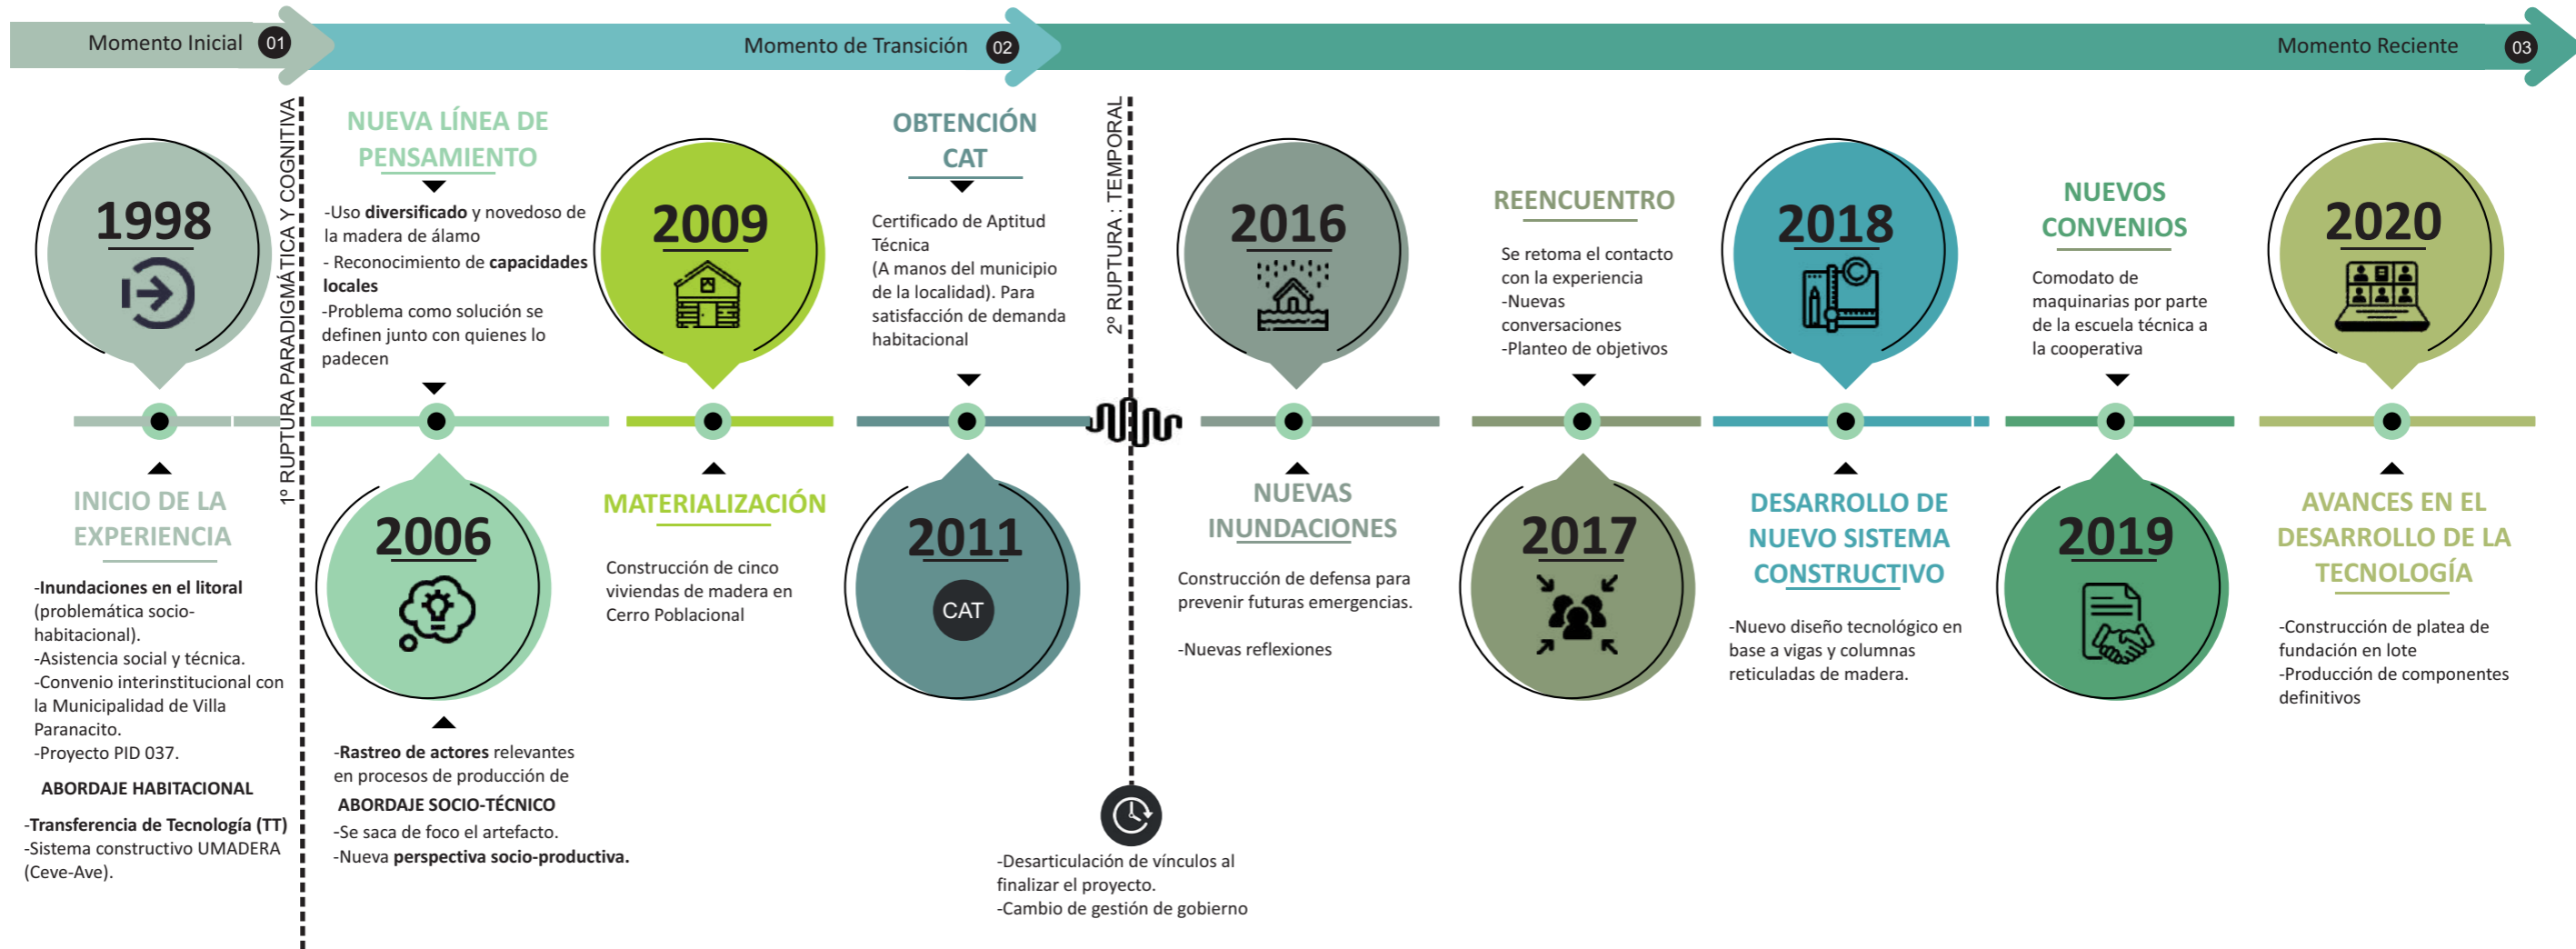 Momento Inicial 01
Momento de Transición 02
Momento Reciente 03
1998
INICIO DE LA
EXPERIENCIA
-Inundaciones en el litoral
(problemática socio-
habitacional).
-Asistencia social y técnica.
-Convenio interinstitucional con
la Municipalidad de Villa
Paranacito.
-Proyecto PID 037.
ABORDAJE HABITACIONAL
-Transferencia de Tecnología (TT)
-Sistema constructivo UMADERA
(Ceve-Ave).
1º RUPTURA PARADIGMÁTICA Y COGNITIVA
NUEVA LÍNEA DE
PENSAMIENTO
-Uso diversificado y novedoso de
la madera de álamo
- Reconocimiento de capacidades
locales
-Problema como solución se
definen junto con quienes lo
padecen
2006
-Rastreo de actores relevantes
en procesos de producción de
ABORDAJE SOCIO-TÉCNICO
-Se saca de foco el artefacto.
-Nueva perspectiva socio-productiva.
2009
MATERIALIZACIÓN
Construcción de cinco
viviendas de madera en
Cerro Poblacional
OBTENCIÓN
CAT
Certificado de Aptitud
Técnica
(A manos del municipio
de la localidad). Para
satisfacción de demanda
habitacional
2011
CAT
2º RUPTURA: TEMPORAL
-Desarticulación de vínculos al
finalizar el proyecto.
-Cambio de gestión de gobierno
2016
NUEVAS
INUNDACIONES
Construcción de defensa para
prevenir futuras emergencias.
-Nuevas reflexiones
REENCUENTRO
Se retoma el contacto
con la experiencia
-Nuevas
conversaciones
-Planteo de objetivos
2017
2018
DESARROLLO DE
NUEVO SISTEMA
CONSTRUCTIVO
-Nuevo diseño tecnológico en
base a vigas y columnas
reticuladas de madera.
NUEVOS
CONVENIOS
Comodato de
maquinarias por parte
de la escuela técnica a
la cooperativa
2019
2020
AVANCES EN EL
DESARROLLO DE LA
TECNOLOGÍA
-Construcción de platea de
fundación en lote
-Producción de componentes
definitivos